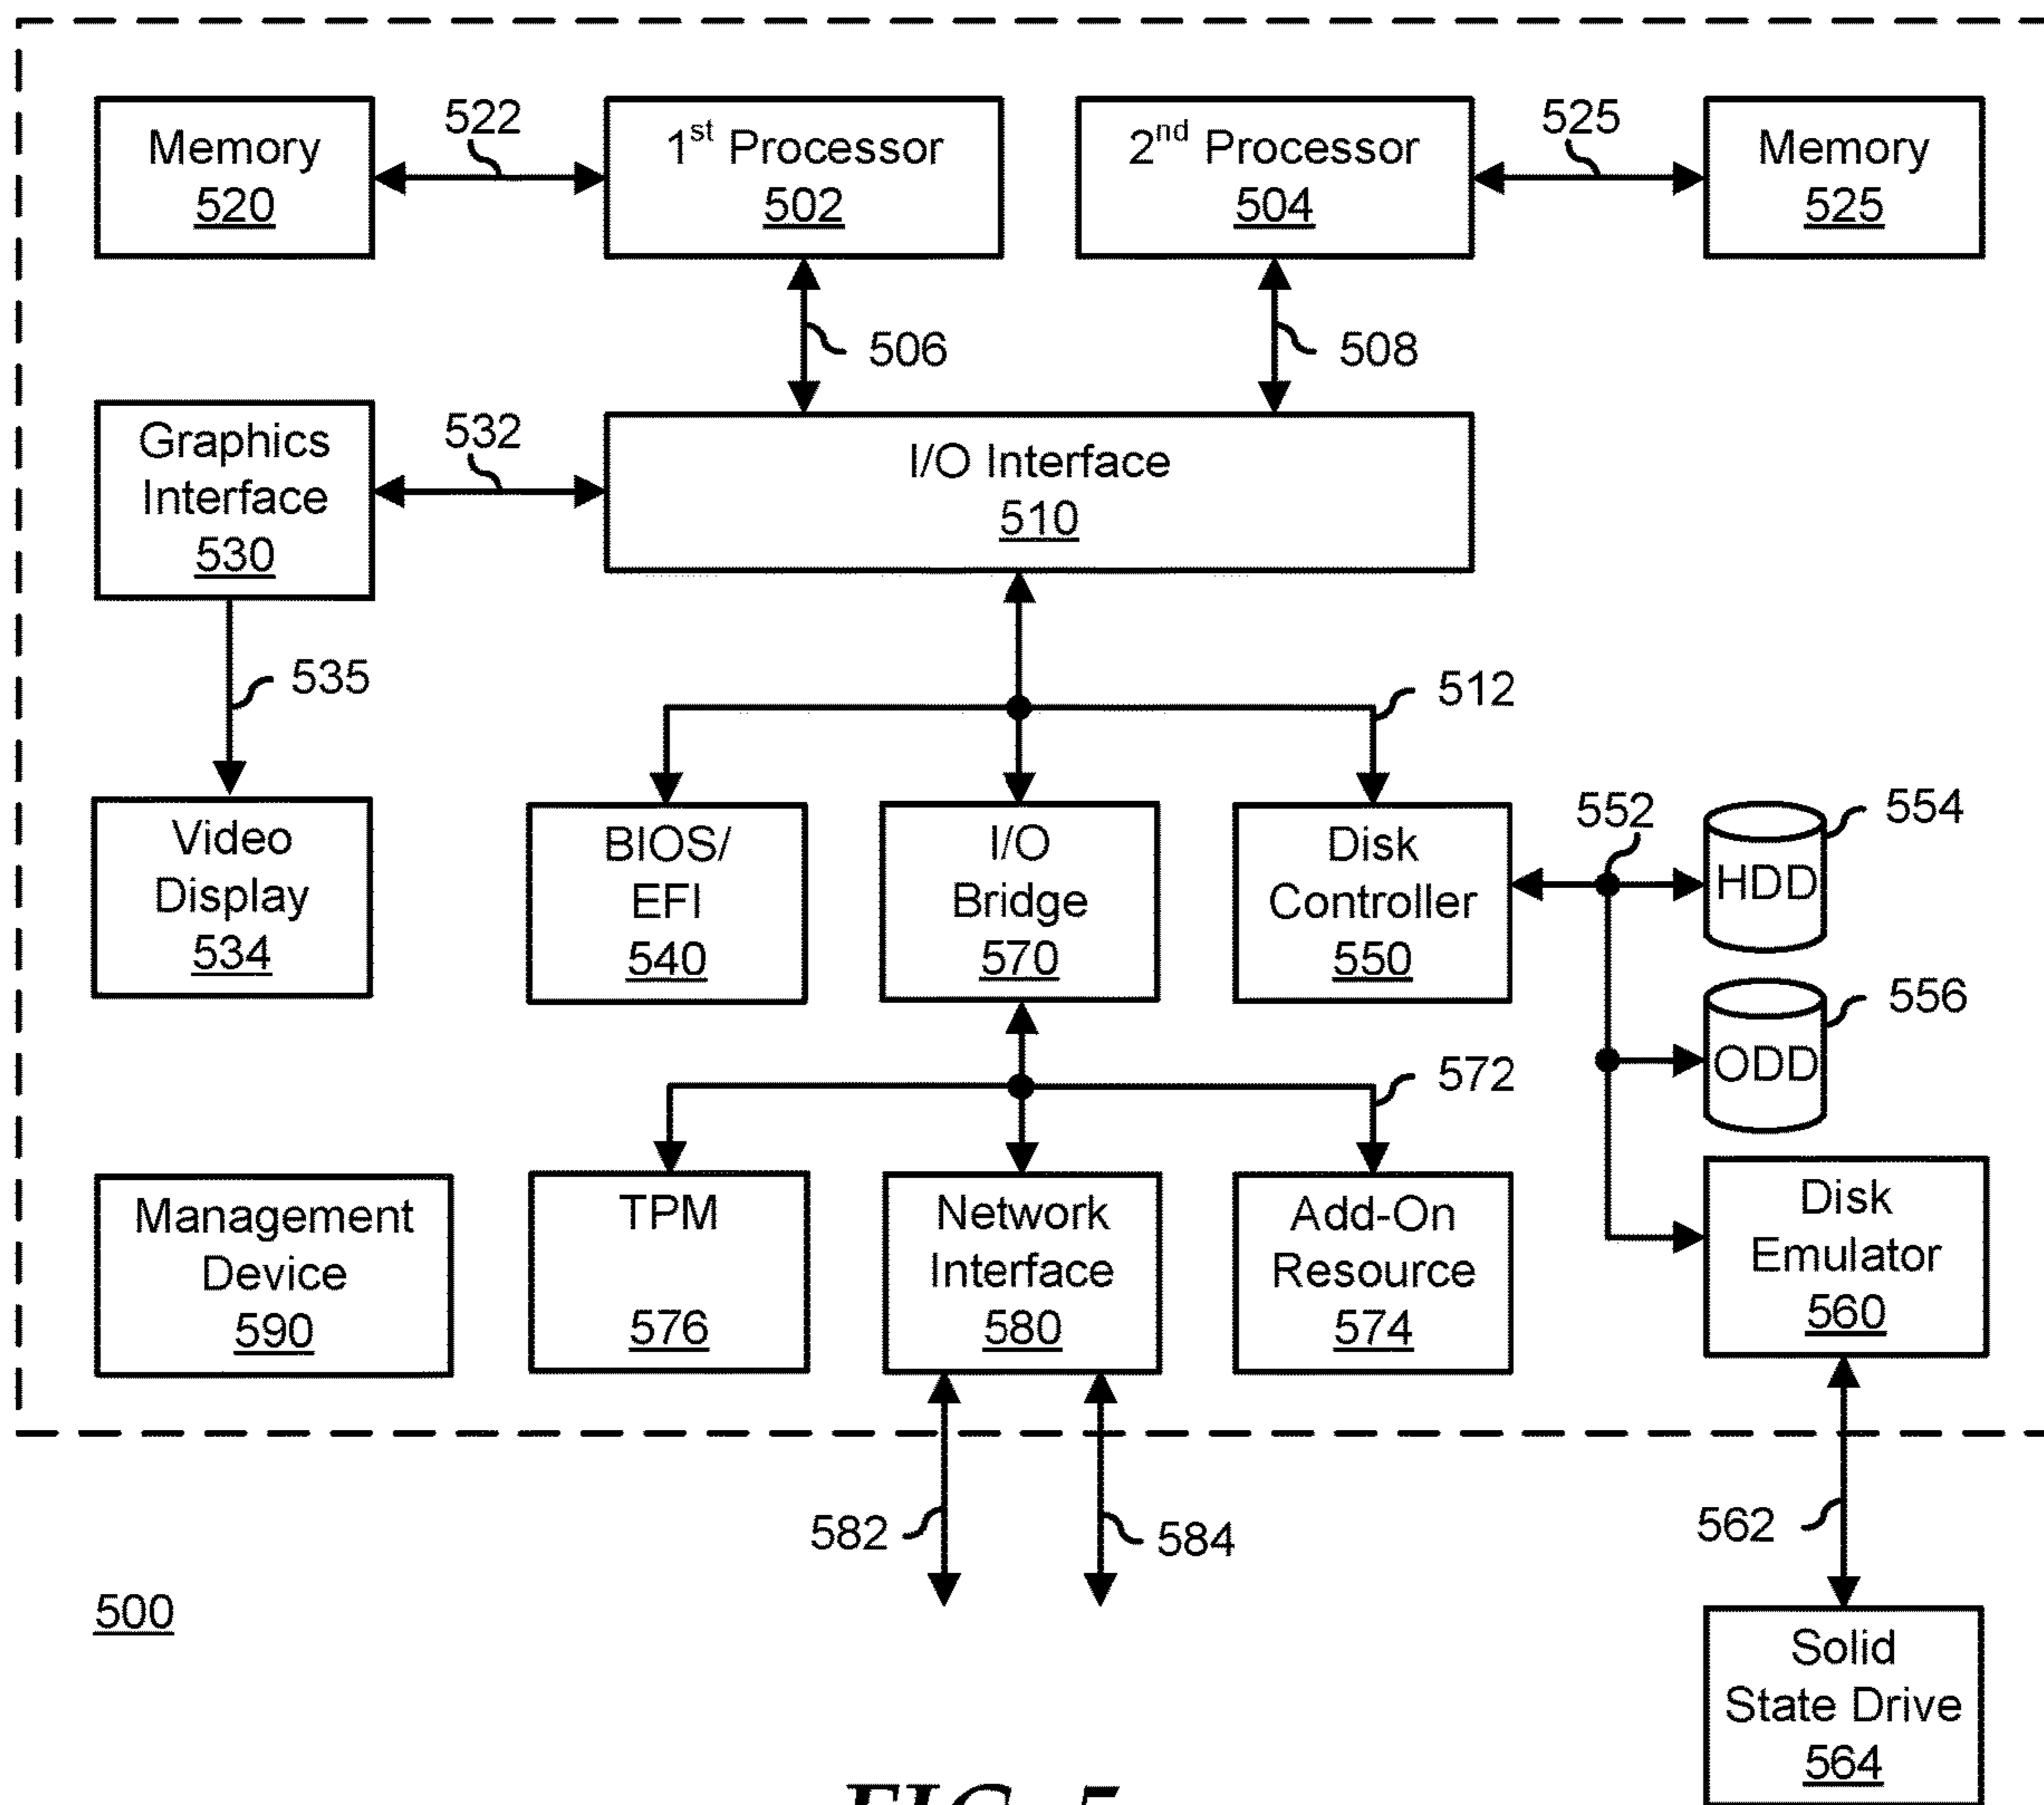 Memory
520
522
1st Processor
502
2nd Processor
504
525
Memory
525
506
508
Graphics
Interface
530
532
I/O Interface
510
535
512
Video
Display
534
BIOS/
EFI
540
I/O
Bridge
570
Disk
Controller
550
552
HDD
554
ODD
556
572
Management
Device
590
TPM
576
Network
Interface
580
Add-On
Resource
574
Disk
Emulator
560
582
584
562
500
Solid
State Drive
564
FIG. 5